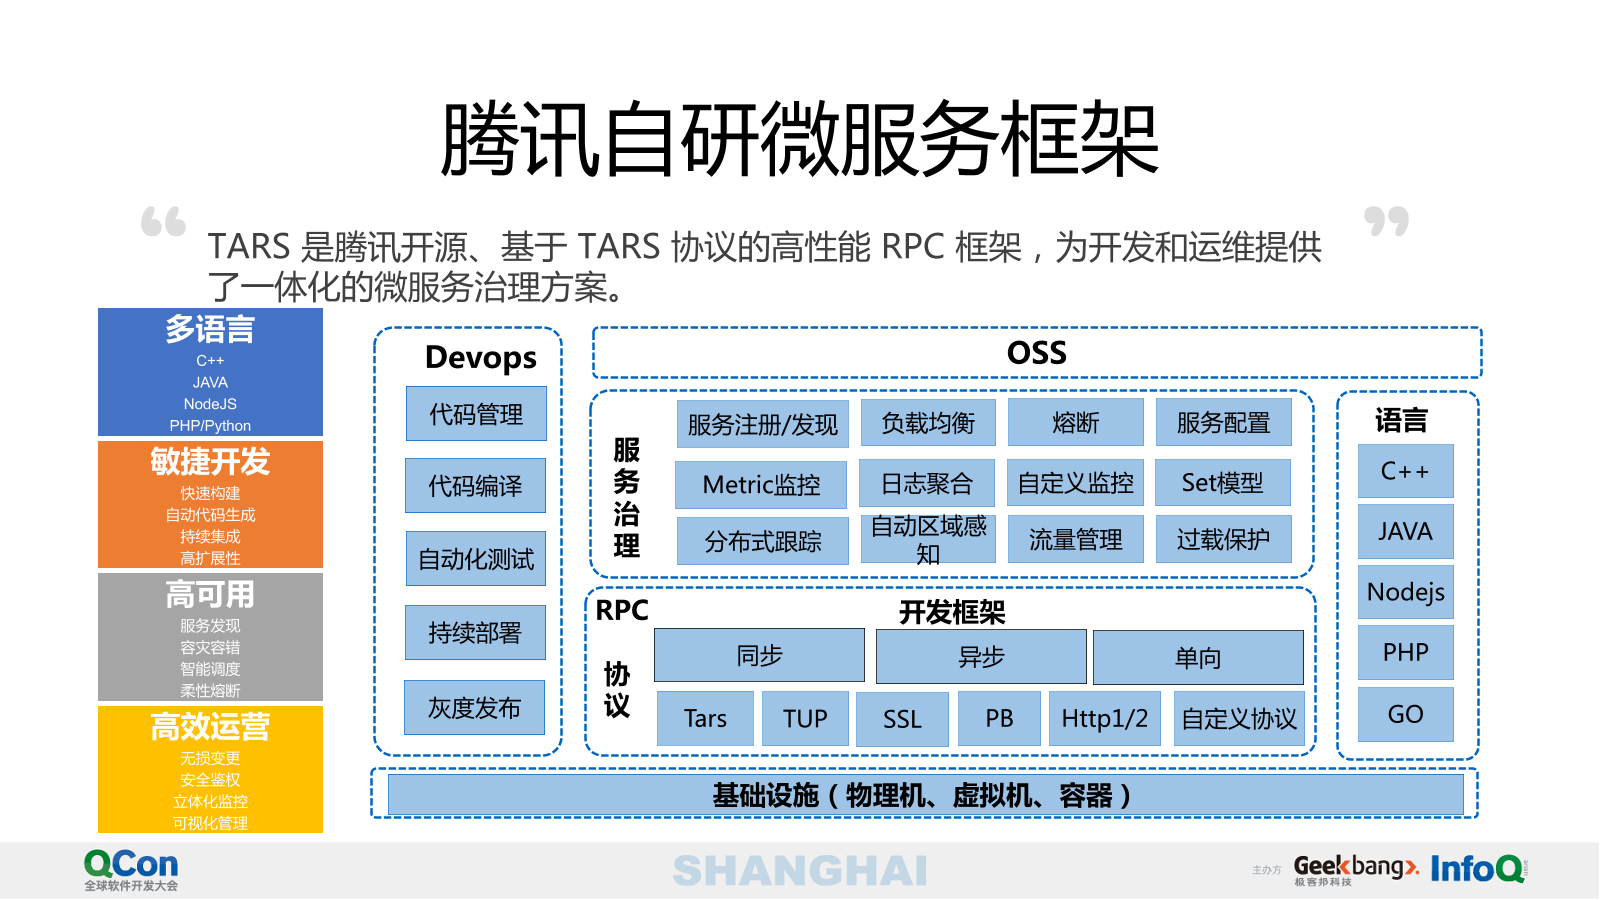 腾讯自研微服务框架
“
”
TARS 是腾讯开源、基于 TARS 协议的高性能 RPC 框架，为开发和运维提供
了一体化的微服务治理方案。
多语言
C++
JAVA
NodeJS
PHP/Python
敏捷开发
快速构建
自动代码生成
持续集成
高扩展性
高可用
服务发现
容灾容错
智能调度
柔性熔断
高效运营
无损变更
安全鉴权
立体化监控
可视化管理
Devops
代码管理
代码编译
自动化测试
持续部署
灰度发布
OSS
服
务
治
理
服务注册/发现
负载均衡
熔断
服务配置
Metric监控
日志聚合
自定义监控
Set模型
分布式跟踪
自动区域感
知
流量管理
过载保护
RPC
协
议
开发框架
同步
异步
单向
Tars
TUP
SSL
PB
Http1/2
自定义协议
语言
C++
JAVA
Nodejs
PHP
GO
基础设施（物理机、虚拟机、容器）
QCon
全球软件开发大会
SHANGHAI
主办方
Geekbang>.
极客邦科技
InfoQ